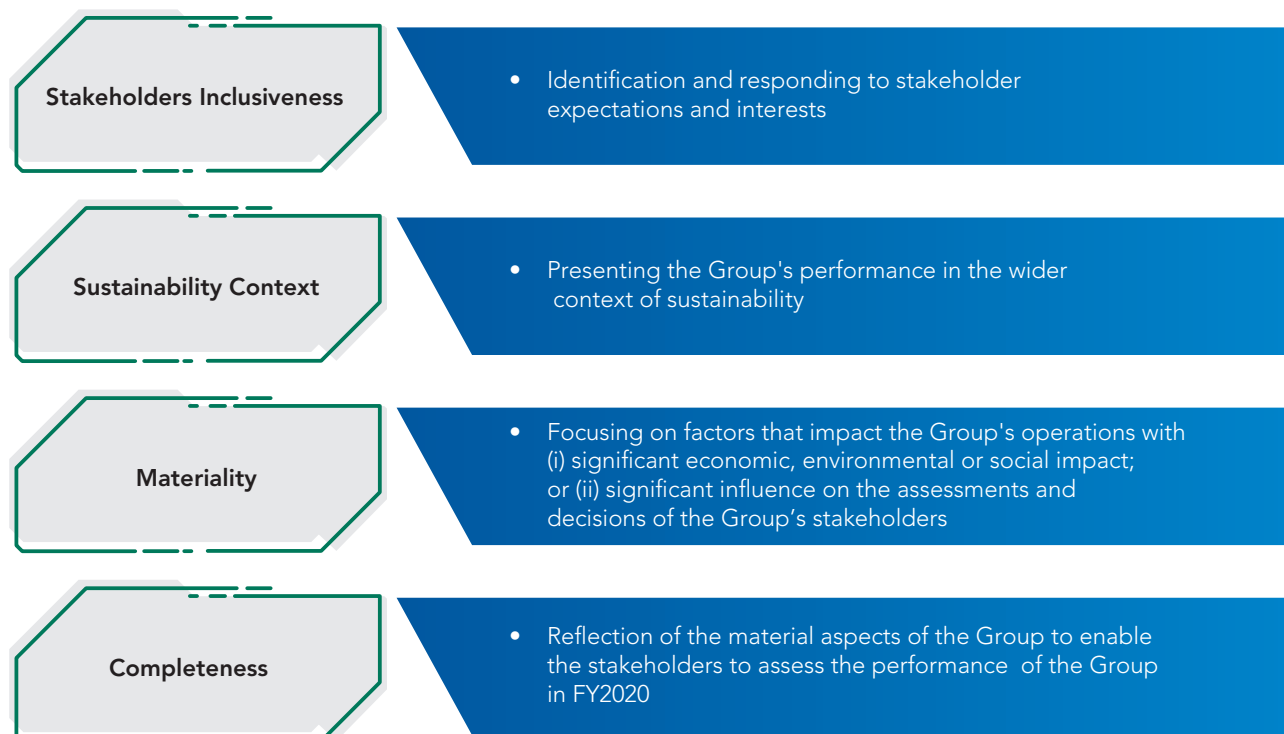 Stakeholders Inclusiveness
• Identification and responding to stakeholder
expectations and interests
Sustainability Context
• Presenting the Group's performance in the wider
context of sustainability
Materiality
• Focusing on factors that impact the Group's operations with
(i) significant economic, environmental or social impact;
or (ii) significant influence on the assessments and
decisions of the Group’s stakeholders
Completeness
• Reflection of the material aspects of the Group to enable
the stakeholders to assess the performance of the Group
in FY2020